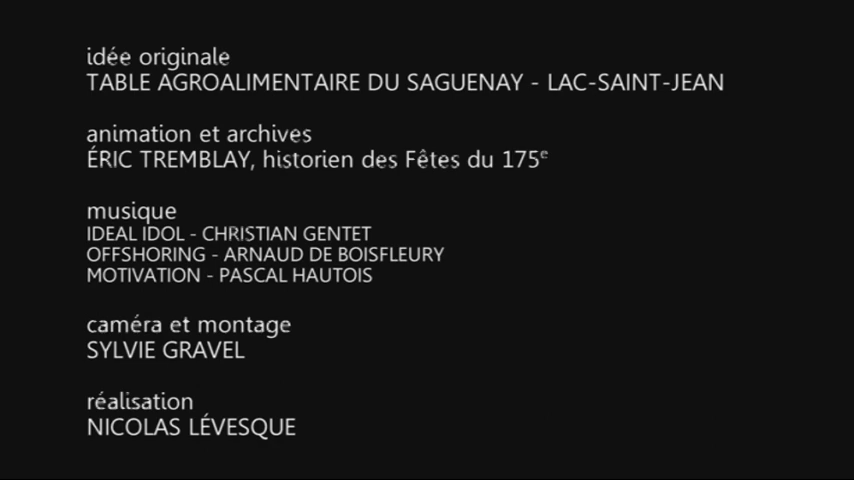 idée originale
TABLE AGROALIMENTAIRE DU SAGUENAY - LAC-SAINT-JEAN
animation et archives
ÉRIC TREMBLAY, historien des Fêtes du 175e
musique
IDEAL IDOL - CHRISTIAN GENTET
OFFSHORING - ARNAUD DE BOISFLEURY
MOTIVATION - PASCAL HAUTOIS
caméra et montage
SYLVIE GRAVEL
réalisation
NICOLAS LÉVESQUE